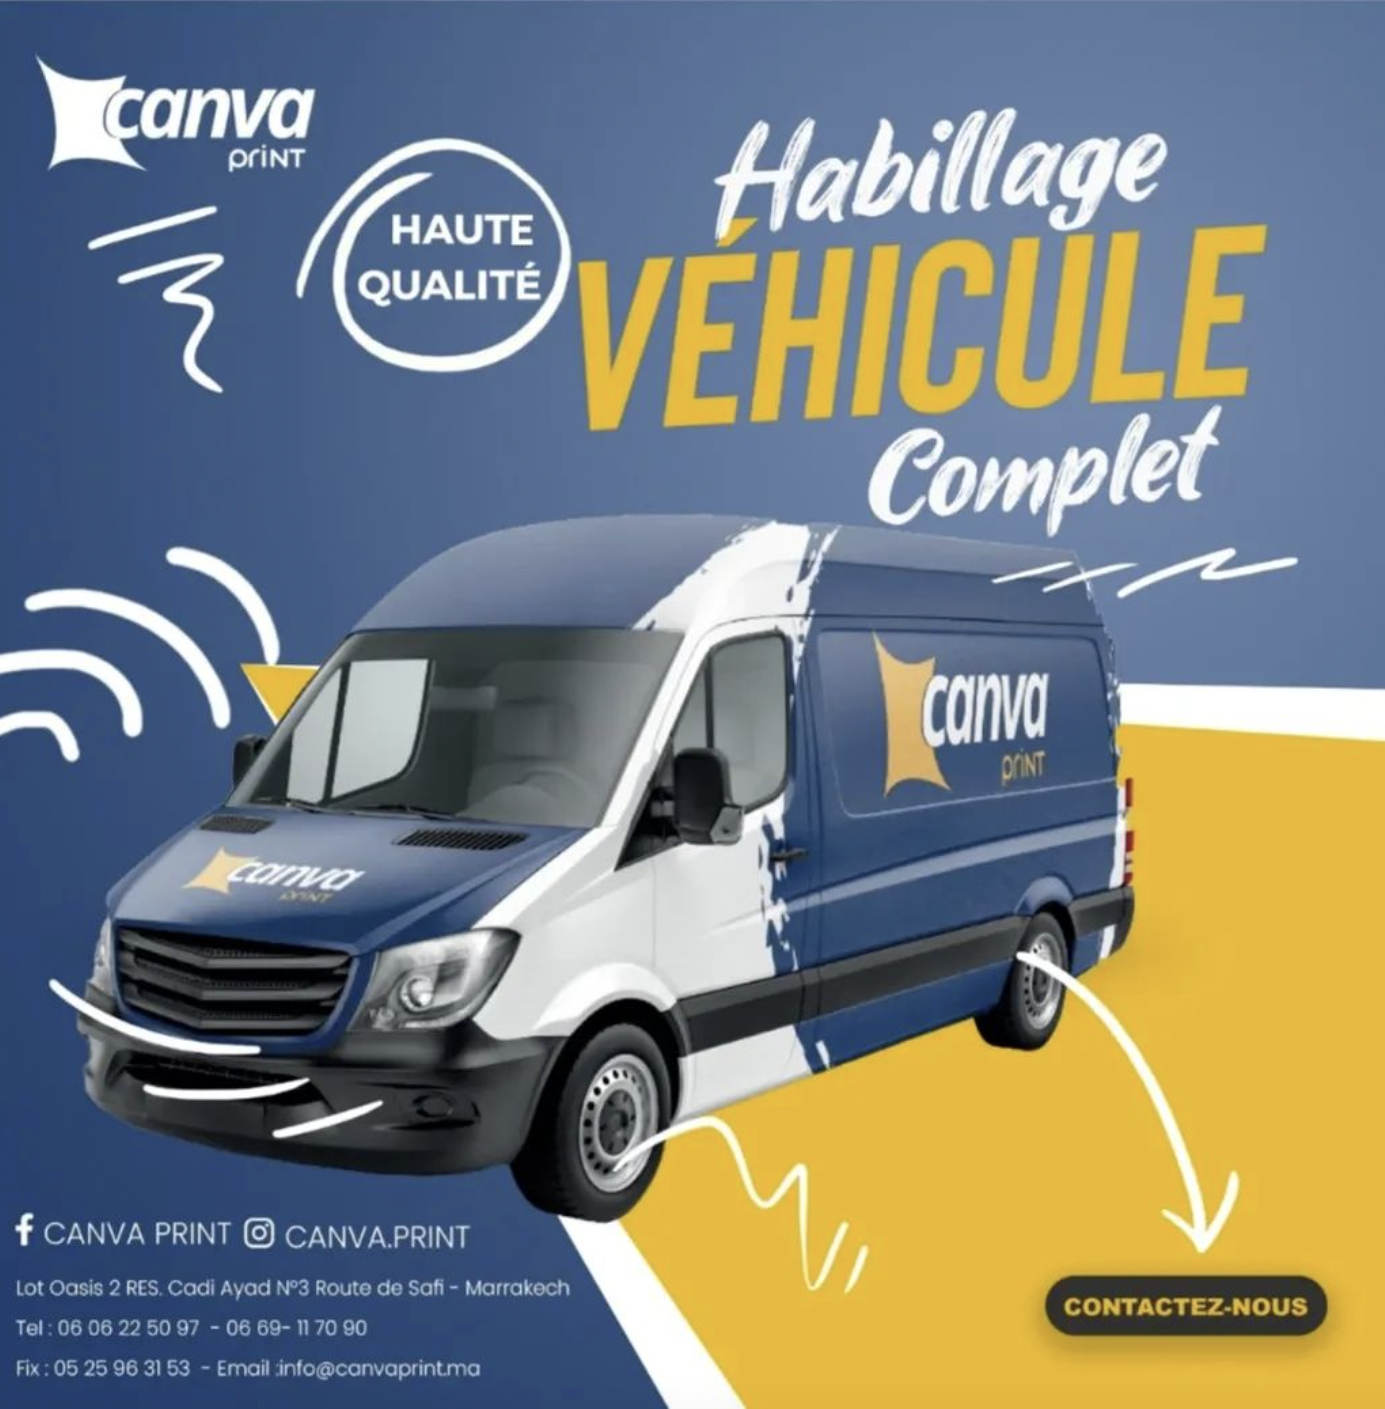 canva
priNT
HAUTE
QUALITÉ
Habillage
VÉHICULE
Complet
canva
priNT
canva
priNT
CANVA PRINT CANVA.PRINT
Lot Oasis 2 RES. Cadi Ayad N°3 Route de Safi - Marrakech
Tel : 06 06 22 50 97 - 06 69- 11 70 90
Fix : 05 25 96 31 53 - Email :info@canvaprint.ma
CONTACTEZ-NOUS